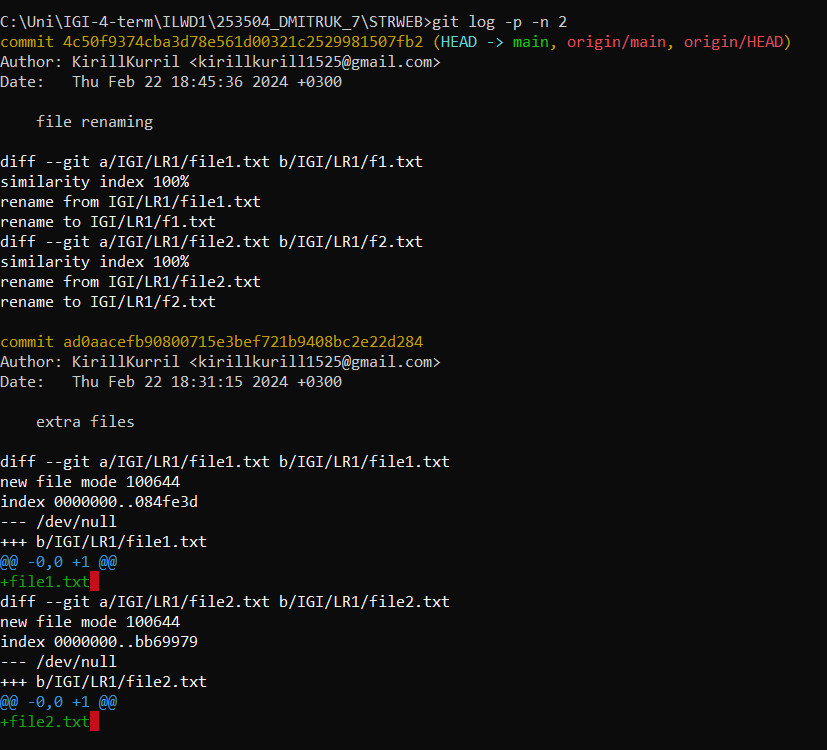 C:\Uni\IGI-4-term\ILWD1\253504_DMITRUK_7\STRWEB>git log -p -n 2
commit 4c50f9374cba3d78e561d00321c2529981507fb2 (HEAD -> main, origin/main, origin/HEAD)
Author: KirillKurril <kirillkurill1525@gmail.com>
Date:   Thu Feb 22 18:45:36 2024 +0300

    file renaming

diff --git a/IGI/LR1/file1.txt b/IGI/LR1/f1.txt
similarity index 100%
rename from IGI/LR1/file1.txt
rename to IGI/LR1/f1.txt
diff --git a/IGI/LR1/file2.txt b/IGI/LR1/f2.txt
similarity index 100%
rename from IGI/LR1/file2.txt
rename to IGI/LR1/f2.txt

commit ad0aacefb90800715e3bef721b9408bc2e22d284
Author: KirillKurril <kirillkurill1525@gmail.com>
Date:   Thu Feb 22 18:31:15 2024 +0300

    extra files

diff --git a/IGI/LR1/file1.txt b/IGI/LR1/file1.txt
new file mode 100644
index 0000000..084fe3d
--- /dev/null
+++ b/IGI/LR1/file1.txt
@@ -0,0 +1 @@
+file1.txt
diff --git a/IGI/LR1/file2.txt b/IGI/LR1/file2.txt
new file mode 100644
index 0000000..bb69979
--- /dev/null
+++ b/IGI/LR1/file2.txt
@@ -0,0 +1 @@
+file2.txt